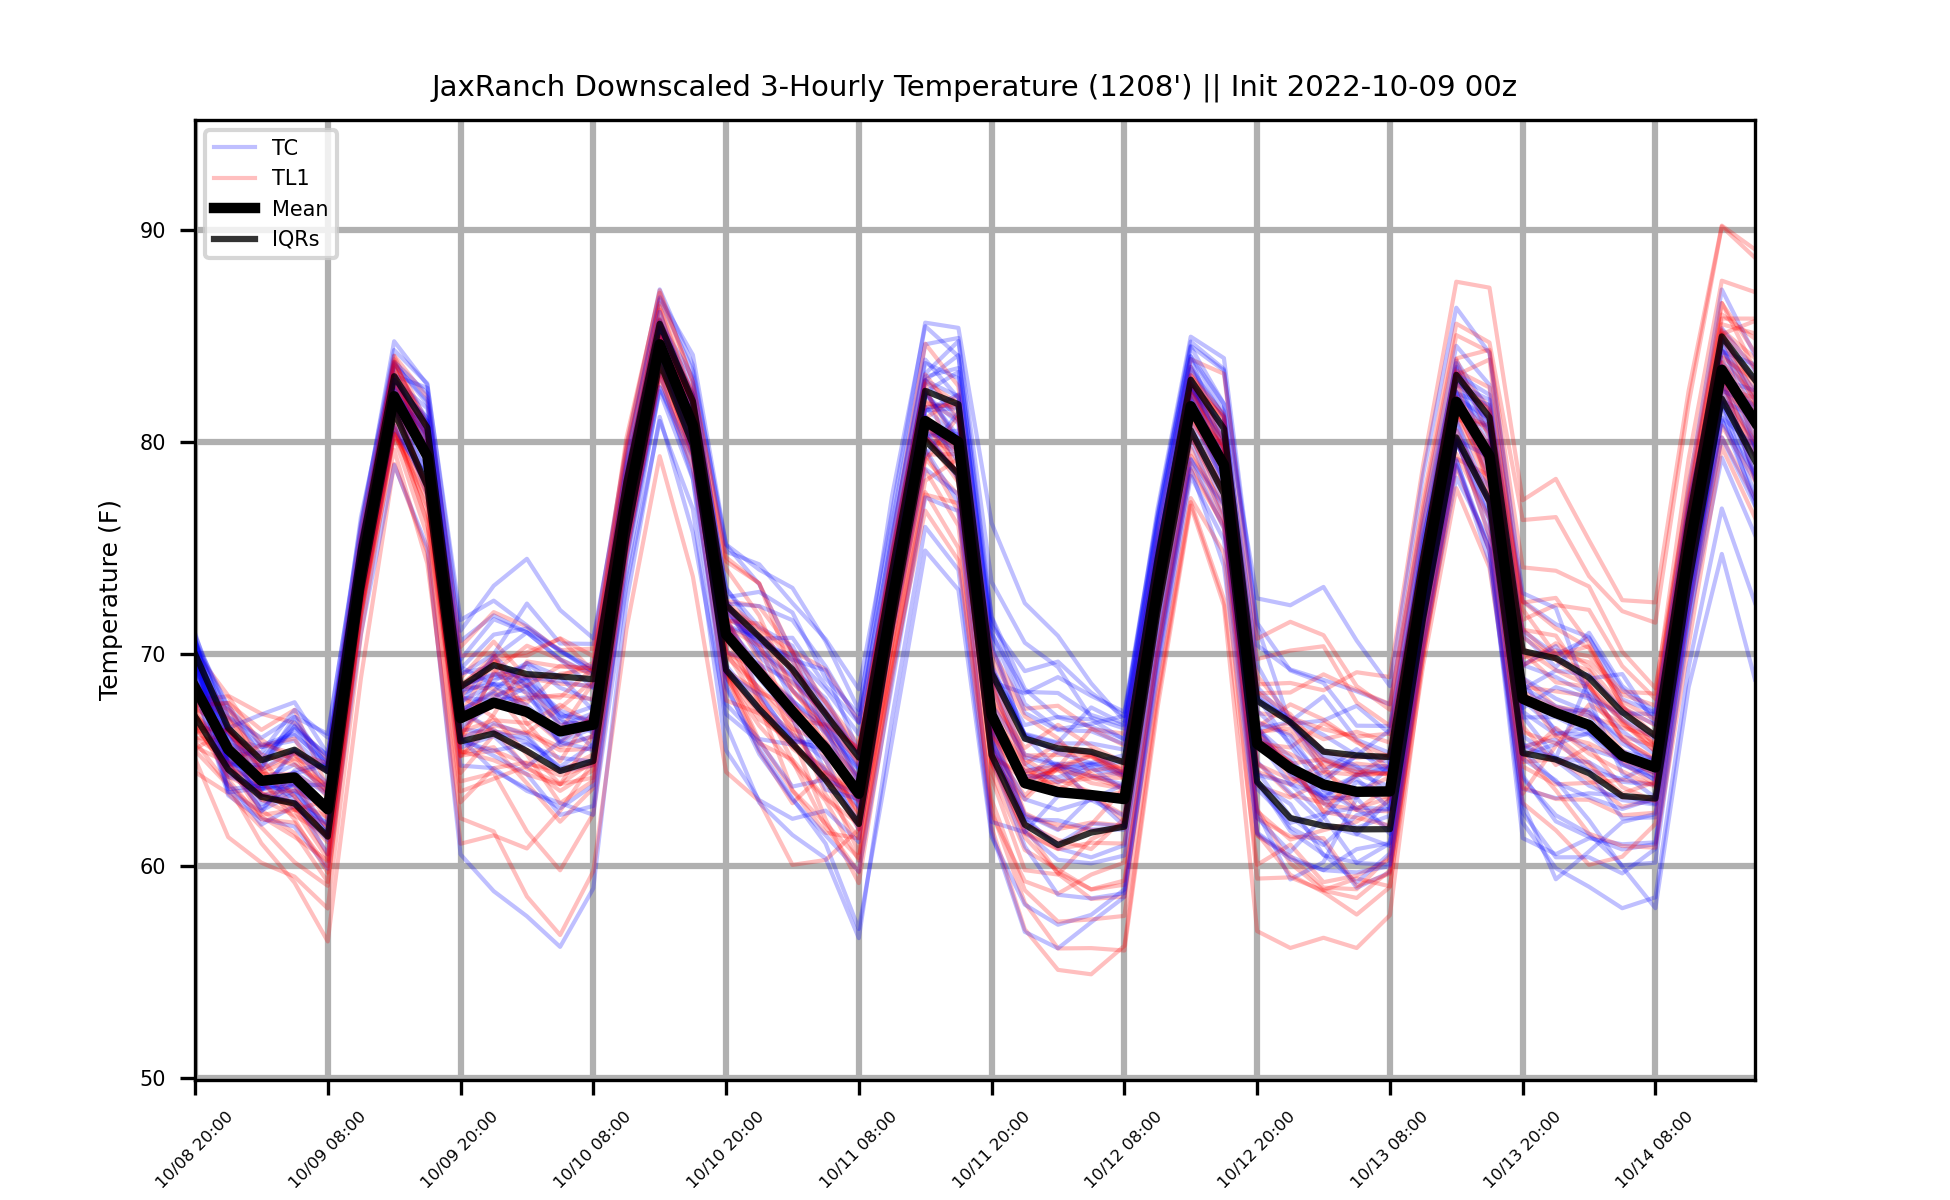 JaxRanch Downscaled 3-Hourly Temperature (1208') || Init 2022-10-09 00z
TC
TL1
Mean
IQRs
Temperature (F)
90
80
70
60
50
10/08 20:00
10/09 08:00
10/09 20:00
10/10 08:00
10/10 20:00
10/11 08:00
10/11 20:00
10/12 08:00
10/12 20:00
10/13 08:00
10/13 20:00
10/14 08:00